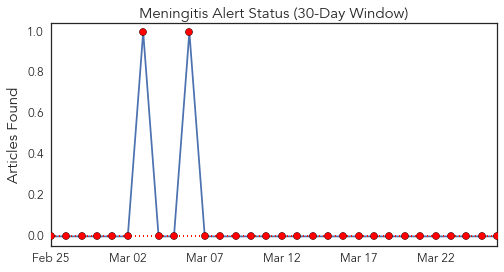 Meningitis Alert Status (30-Day Window)
Articles Found
1.0
0.8
0.6
0.4
0.2
0.0
Feb 25 Mar 02 Mar 07 Mar 12 Mar 17 Mar 22